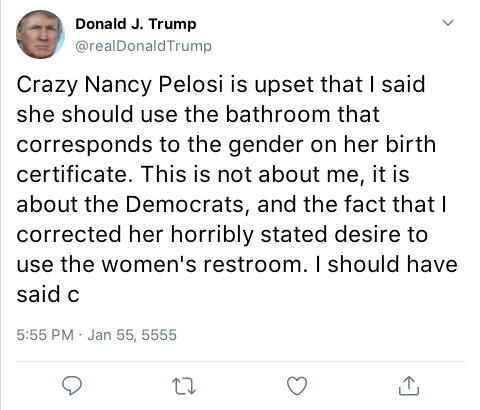 Donald J. Trump
@realDonaldTrump
Crazy Nancy Pelosi is upset that I said
she should use the bathroom that
corresponds to the gender on her birth
certificate. This is not about me, it is
about the Democrats, and the fact that I
corrected her horribly stated desire to
use the women's restroom. I should have
said c
5:55 PM · Jan 55, 5555